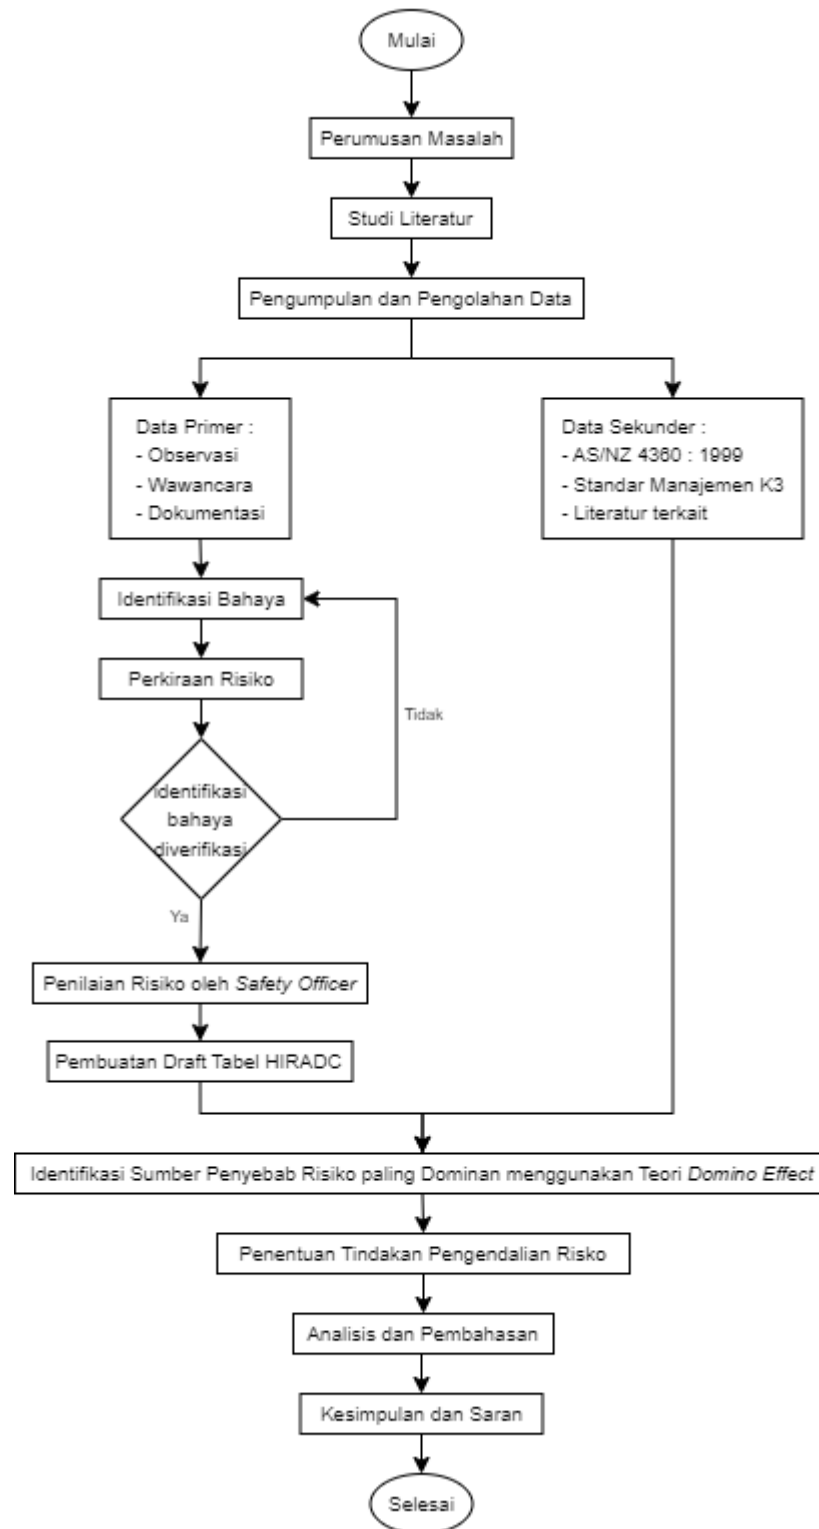 Mulai
Perumusan Masalah
Studi Literatur
Pengumpulan dan Pengolahan Data
Data Primer :
- Observasi
- Wawancara
- Dokumentasi
Data Sekunder :
- AS/NZ 4360 : 1999
- Standar Manajemen K3
- Literatur terkait
Identifikasi Bahaya
Perkiraan Risiko
Tidak
Identifikasi
bahaya
diverifikasi
Ya
Penilaian Risiko oleh Safety Officer
Pembuatan Draft Tabel HIRADC
Identifikasi Sumber Penyebab Risiko paling Dominan menggunakan Teori Domino Effect
Penentuan Tindakan Pengendalian Risko
Analisis dan Pembahasan
Kesimpulan dan Saran
Selesai